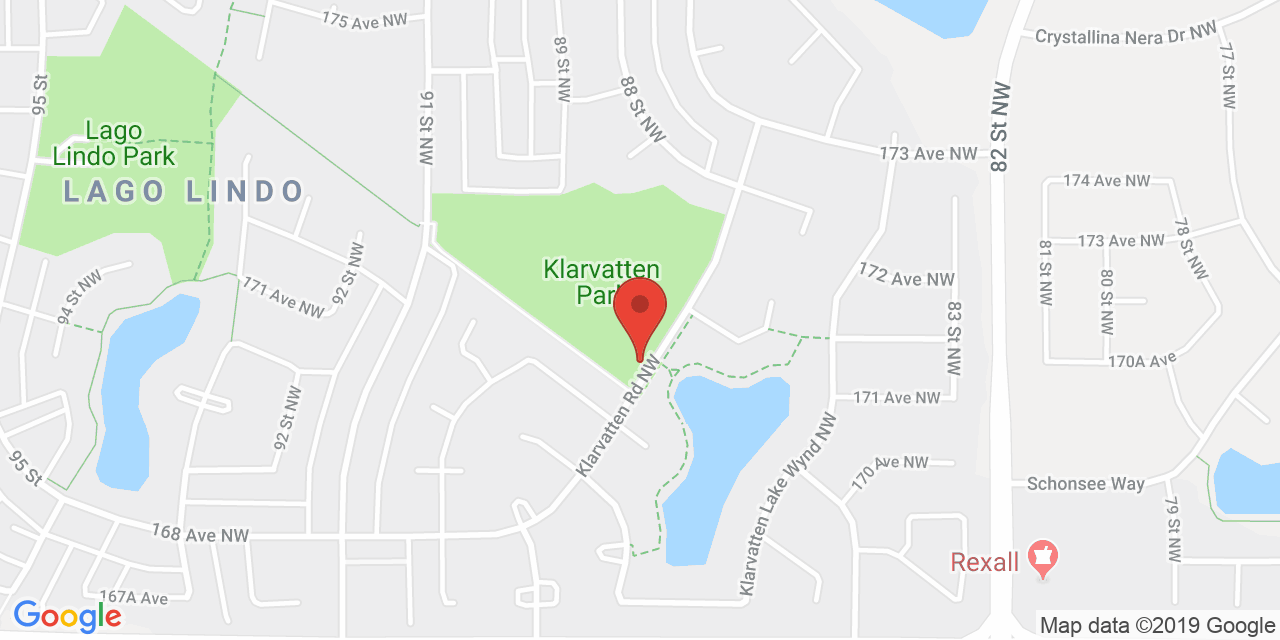 175 Ave NW
95 St
Lago
Lindo Park
LAGO LINDO
91 St NW
89 St NW
88 St NW
Crystallina Nera Dr NW
77 St NW
82 St NW
173 Ave NW
174 Ave NW
173 Ave NW
78 St NW
81 St NW
80 St NW
170A Ave
172 Ave NW
83 St NW
171 Ave NW
170 Ave NW
Klarvatten
Klarvatten Rd NW
Klarvatten Lake Wynd NW
94 St NW
171 Ave NW
92 St NW
92 St NW
95 St
168 Ave NW
167A Ave
Schonsee Way
79 St NW
Rexall
Google
Map data ©2019 Google